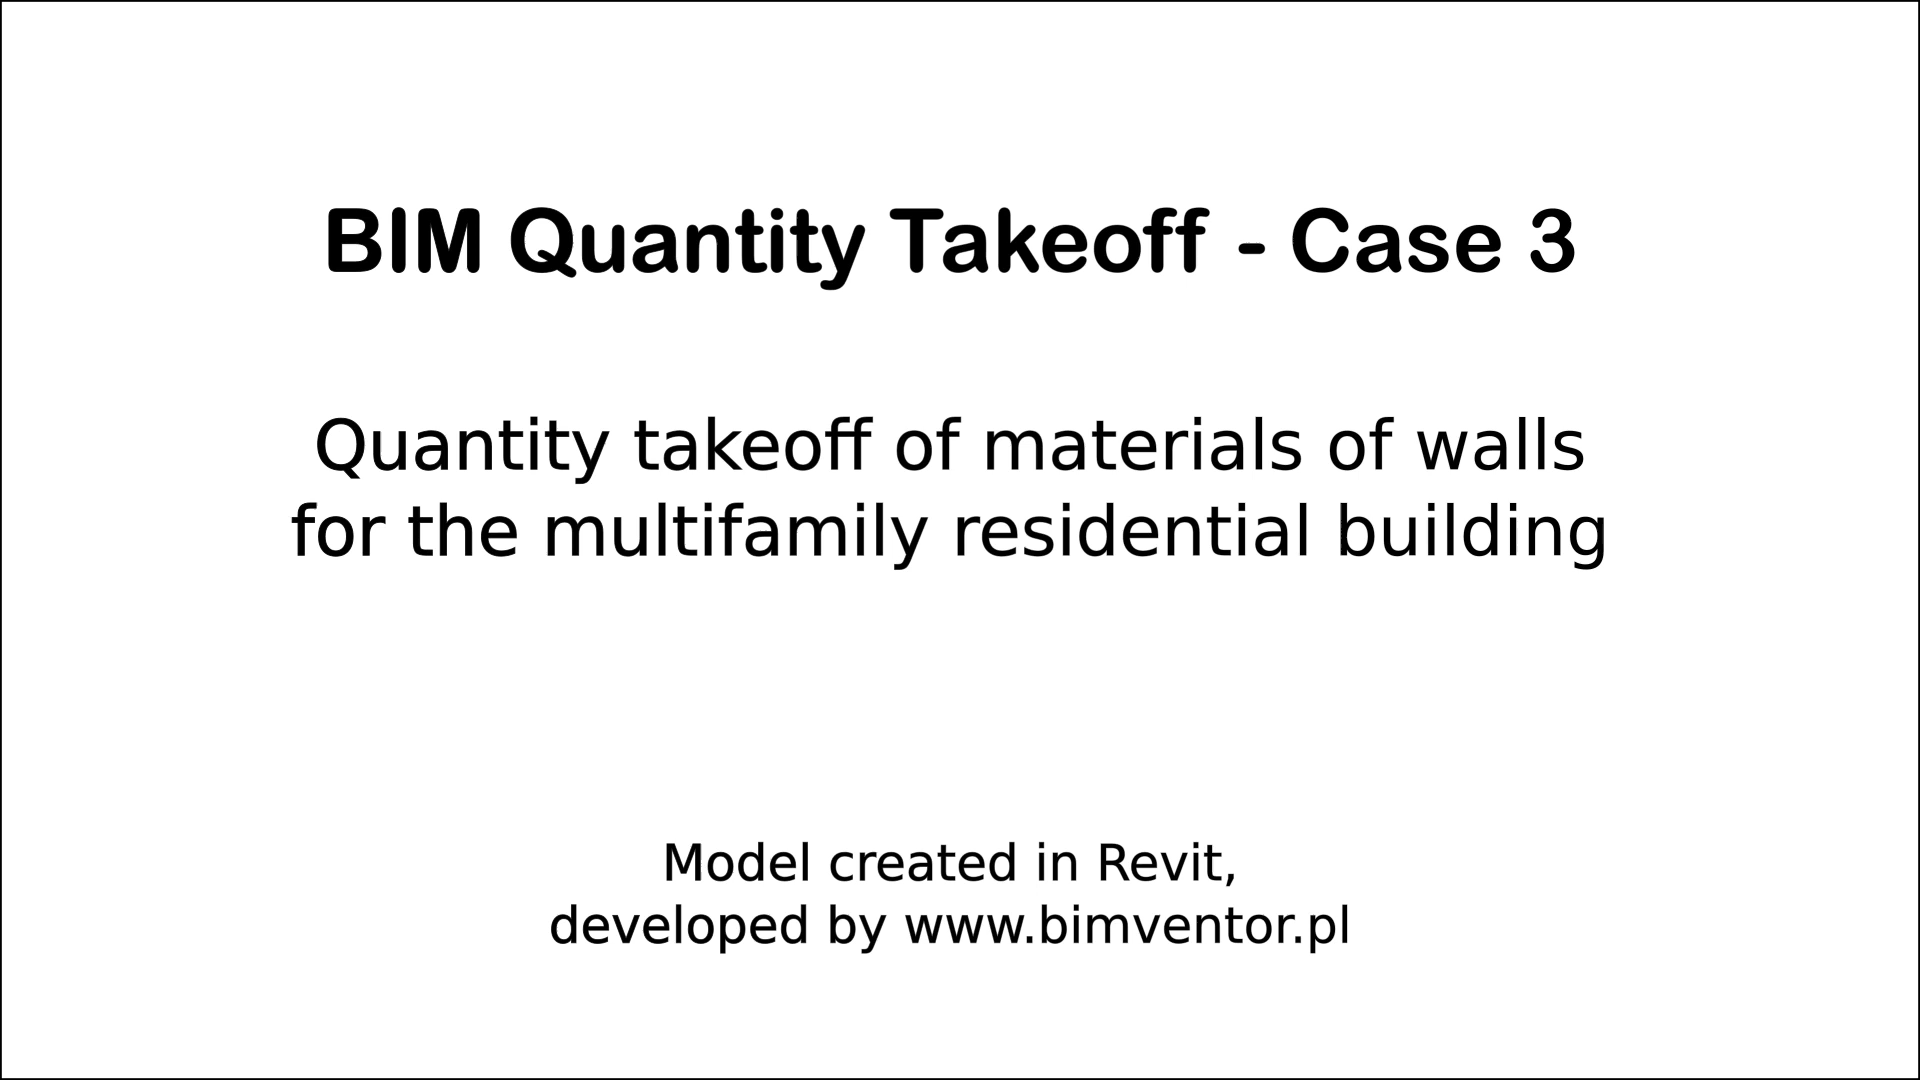 BIM Quantity Takeoff - Case 3
Quantity takeoff of materials of walls
for the multifamily residential building
Model created in Revit,
developed by www.bimventor.pl